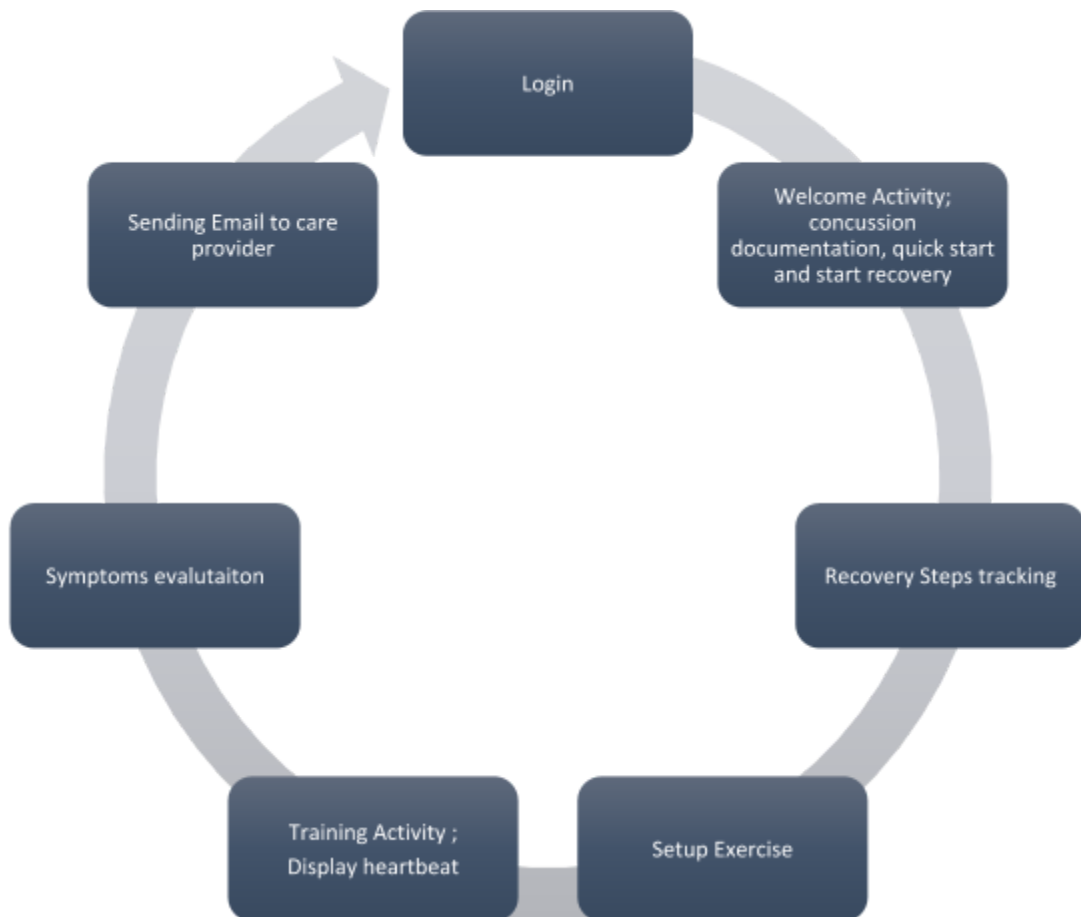 Login
Welcome Activity;
concussion
documentation, quick start
and start recovery
Recovery Steps tracking
Setup Exercise
Training Activity ;
Display heartbeat
Symptoms evalutaiton
Sending Email to care
provider